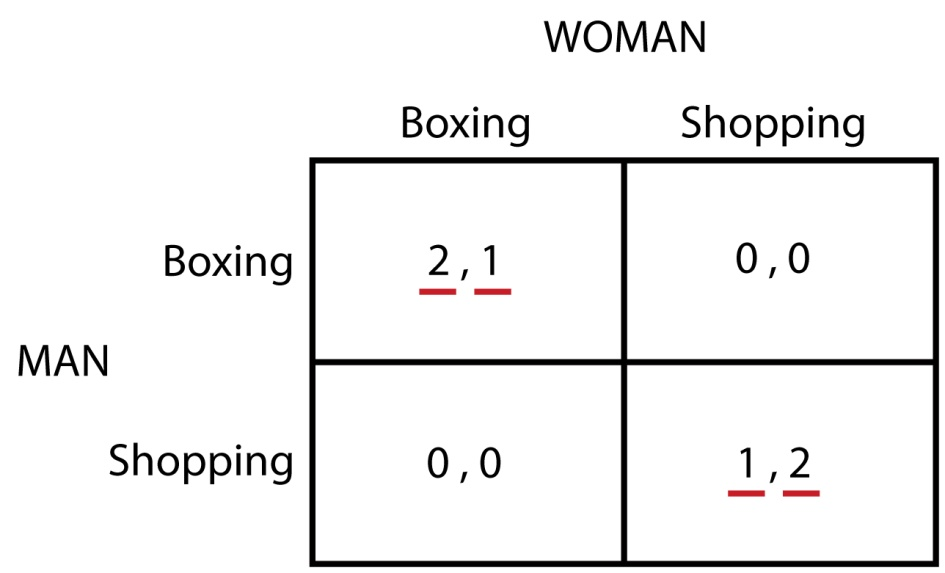 WOMAN
Boxing Shopping
Boxing 2 , 1 0 , 0
MAN
Shopping 0 , 0 1 , 2